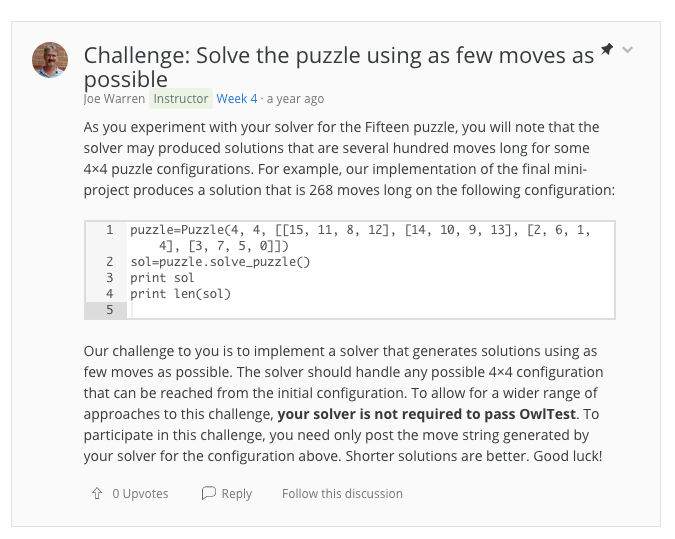 Challenge: Solve the puzzle using as few moves as
possible
Joe Warren Instructor Week 4 · a year ago
As you experiment with your solver for the Fifteen puzzle, you will note that the
solver may produced solutions that are several hundred moves long for some
4×4 puzzle configurations. For example, our implementation of the final mini-
project produces a solution that is 268 moves long on the following configuration:
1 puzzle=Puzzle(4, 4, [[15, 11, 8, 12], [14, 10, 9, 13], [2, 6, 1,
4], [3, 7, 5, 0]])
2 sol=puzzle.solve_puzzle()
3 print sol
4 print len(sol)
5
Our challenge to you is to implement a solver that generates solutions using as
few moves as possible. The solver should handle any possible 4×4 configuration
that can be reached from the initial configuration. To allow for a wider range of
approaches to this challenge, your solver is not required to pass OwlTest. To
participate in this challenge, you need only post the move string generated by
your solver for the configuration above. Shorter solutions are better. Good luck!
0 Upvotes Reply Follow this discussion